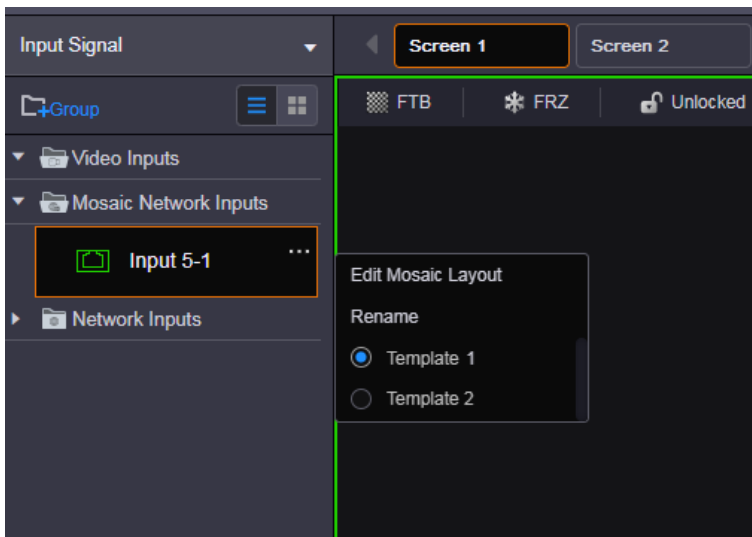 Input Signal
Screen 1
Screen 2
Group
FTB
FRZ
Unlocked
Video Inputs
Mosaic Network Inputs
Input 5-1
...
Network Inputs
Edit Mosaic Layout
Rename
Template 1
Template 2